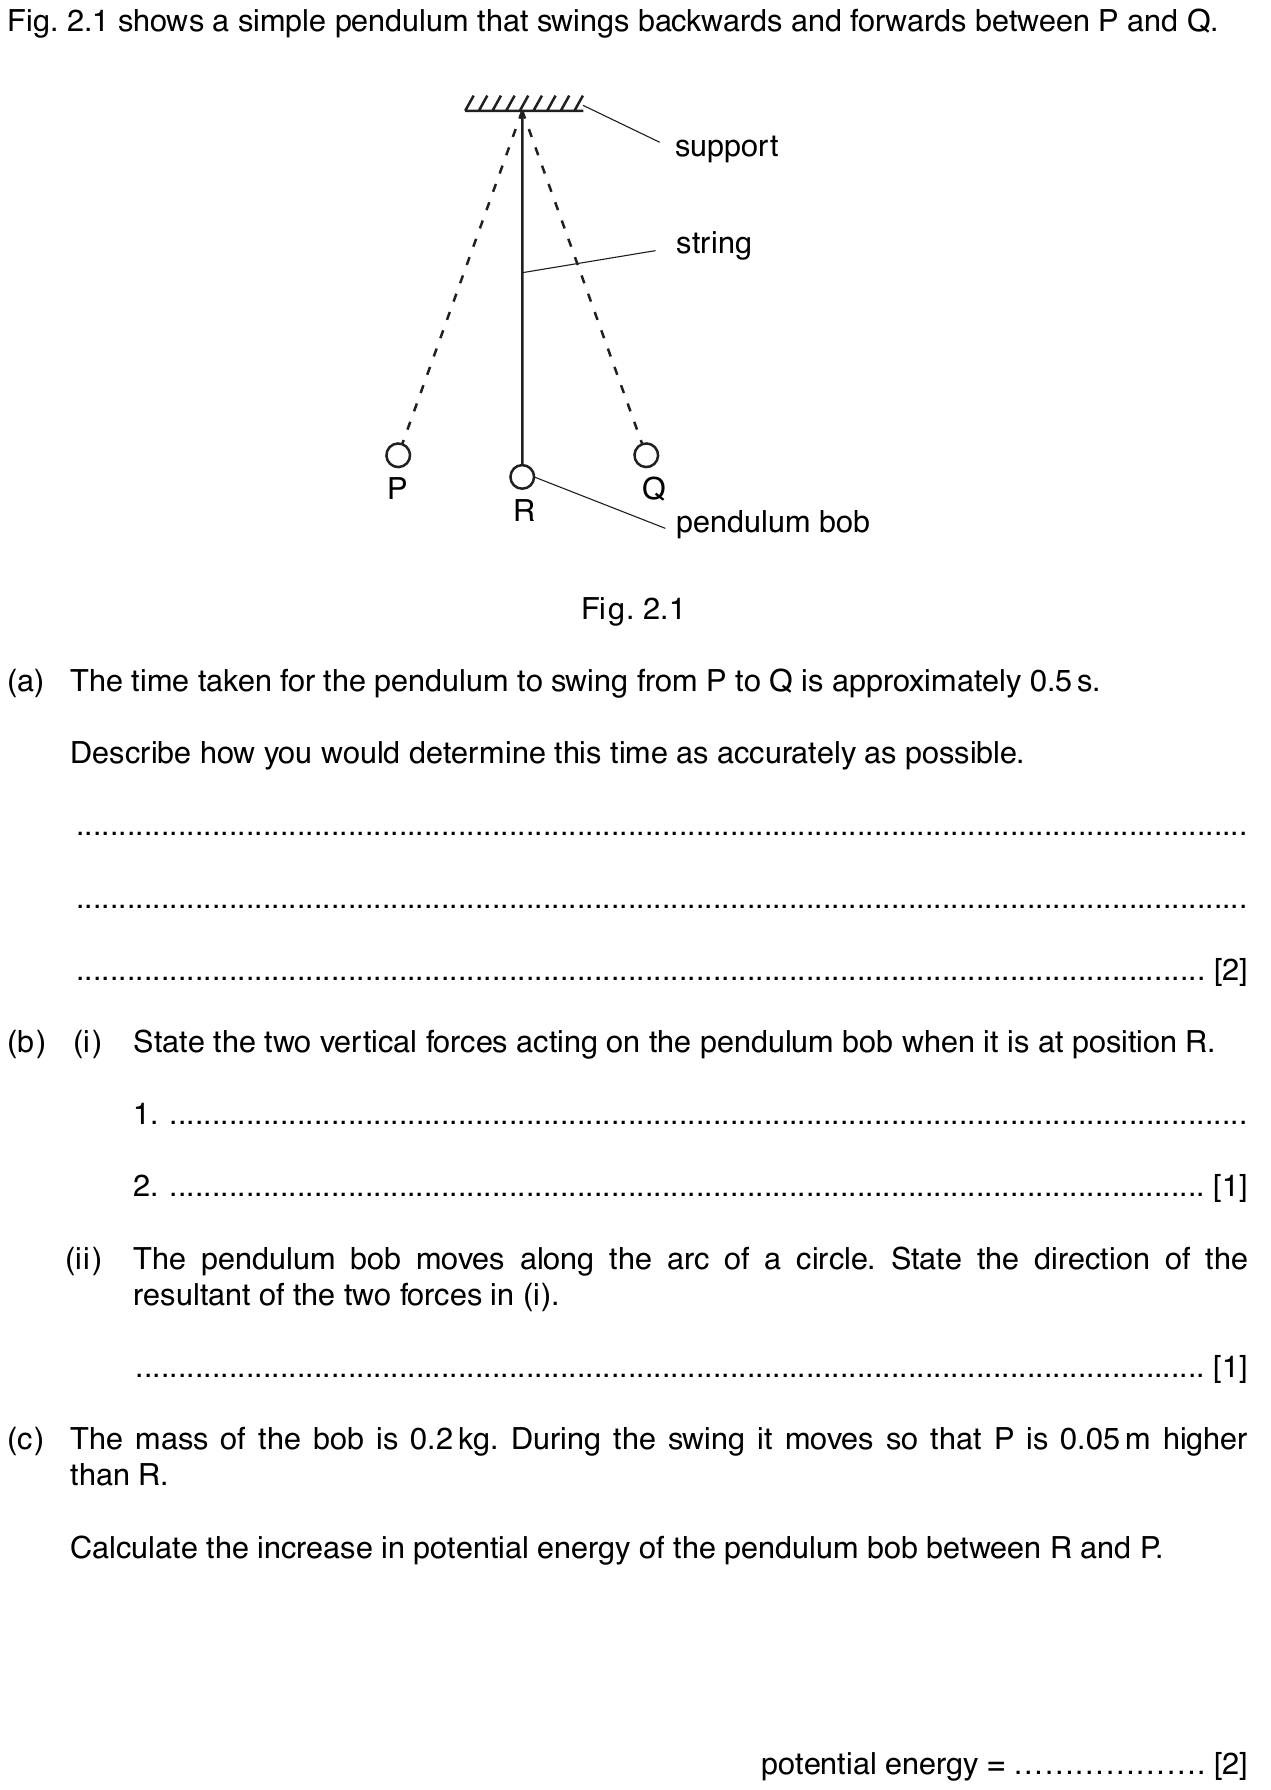 Fig. 2.1 shows a simple pendulum that swings backwards and forwards between P and Q.
support
string
P
Q
R
pendulum bob
Fig. 2.1
(a) The time taken for the pendulum to swing from P to Q is approximately 0.5 s.
Describe how you would determine this time as accurately as possible.
..........................................................................................................................................
..........................................................................................................................................
..................................................................................................................................... [2]
(b) (i) State the two vertical forces acting on the pendulum bob when it is at position R.
1. ...............................................................................................................................
2. .......................................................................................................................... [1]
(ii) The pendulum bob moves along the arc of a circle. State the direction of the
resultant of the two forces in (i).
.............................................................................................................................. [1]
(c) The mass of the bob is 0.2 kg. During the swing it moves so that P is 0.05 m higher
than R.
Calculate the increase in potential energy of the pendulum bob between R and P.
potential energy = ................... [2]